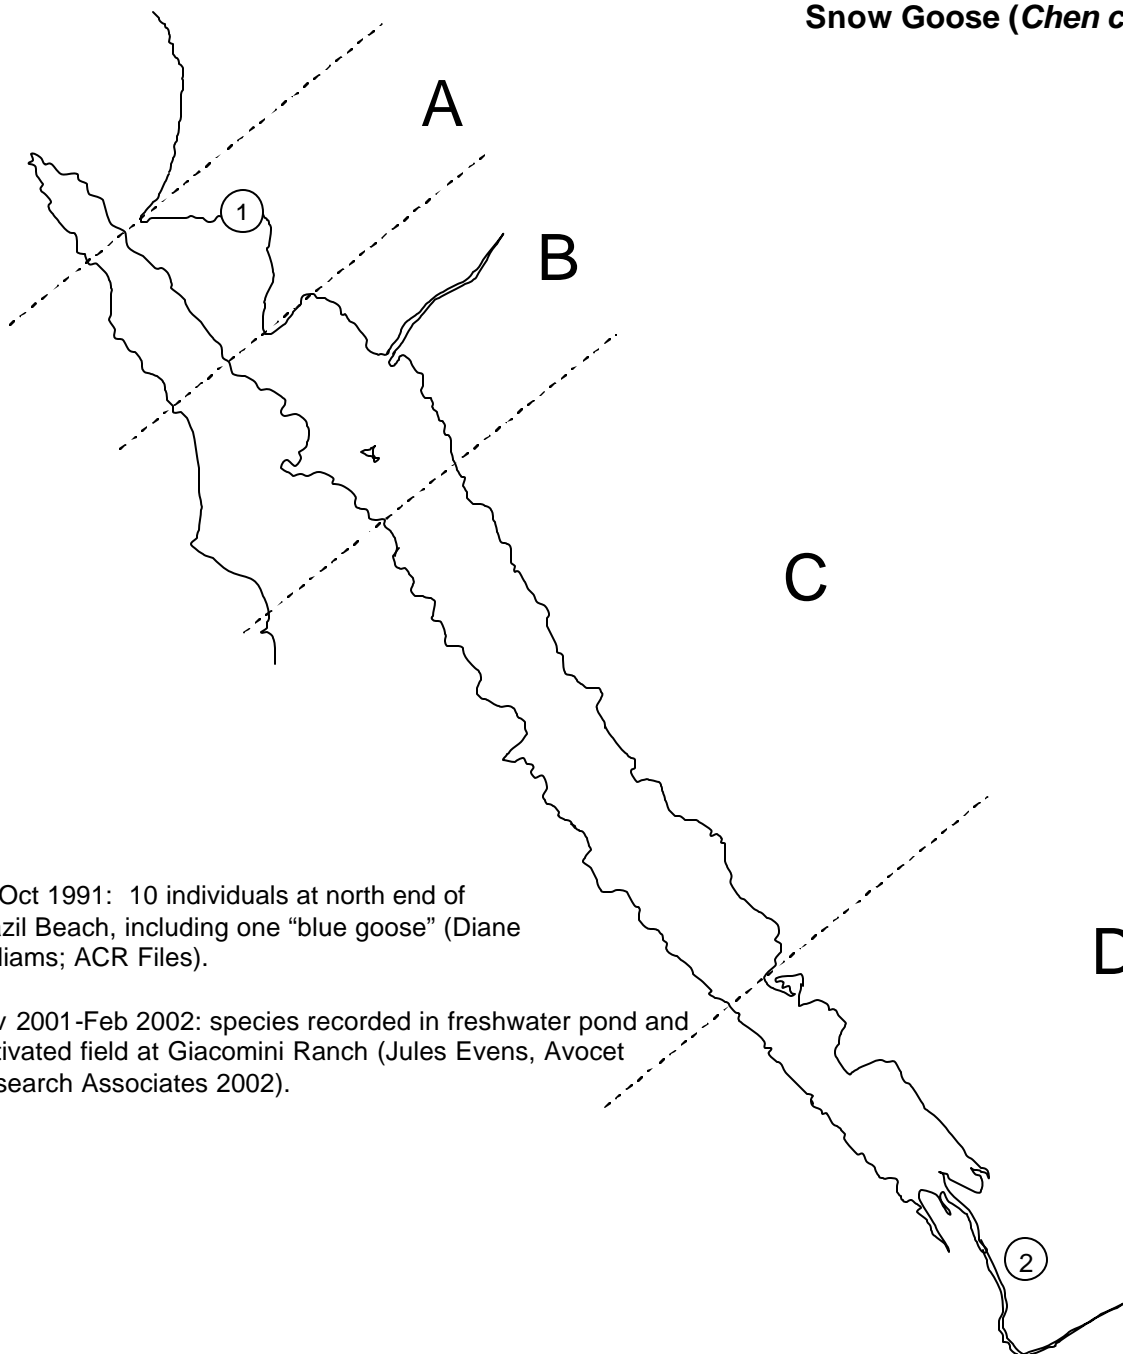 Snow Goose (Chen c
A
1
B
C
Oct 1991: 10 individuals at north end of
azil Beach, including one “blue goose” (Diane
liams; ACR Files).
D
v 2001-Feb 2002: species recorded in freshwater pond and
tivated field at Giacomini Ranch (Jules Evens, Avocet
search Associates 2002).
2